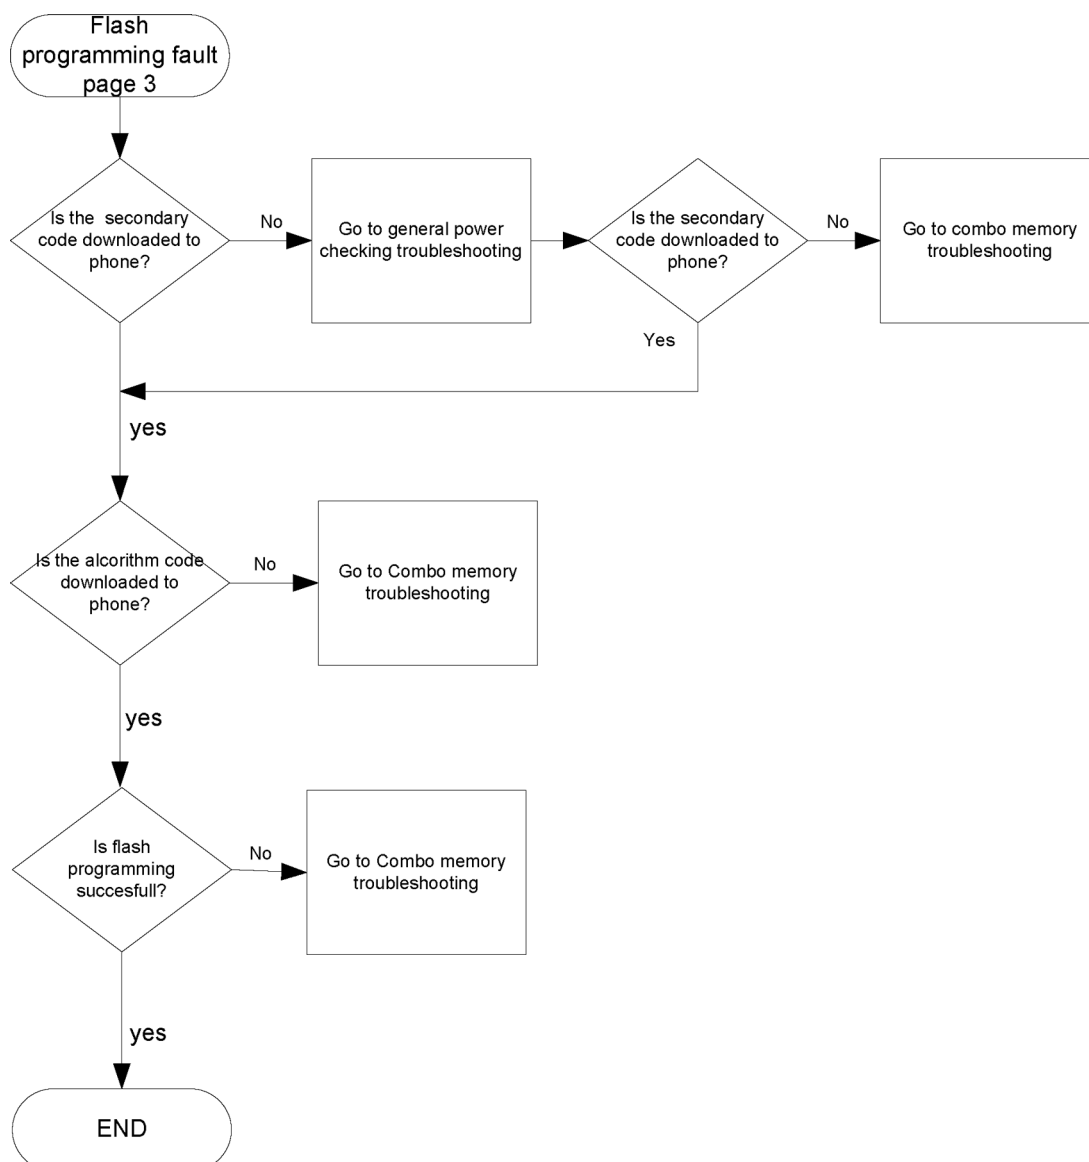 Flash
programming fault
page 3
Is the secondary
code downloaded to
phone?
No
Go to general power
checking troubleshooting
Is the secondary
code downloaded to
phone?
No
Go to combo memory
troubleshooting
Yes
yes
Is the alcorithm code
downloaded to
phone?
No
Go to Combo memory
troubleshooting
yes
Is flash
programming
succesfull?
No
Go to Combo memory
troubleshooting
yes
END